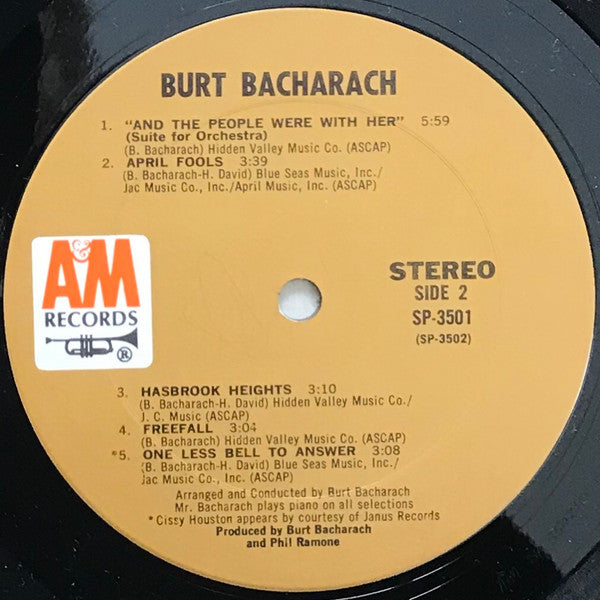 BURT BACHARACH
1. "AND THE PEOPLE WERE WITH HER" 5:59
(Suite for Orchestra)
(B. Bacharach) Hidden Valley Music Co. (ASCAP)
2. APRIL FOOLS 3:39
(B. Bacharach-H. David) Blue Seas Music, Inc./
Jac Music Co., Inc./April Music, Inc. (ASCAP)
A&M
RECORDS
®
STEREO
SIDE 2
SP-3501
(SP-3502)
3. HASBROOK HEIGHTS 3:10
(B. Bacharach-H. David) Hidden Valley Music Co./
J. C. Music (ASCAP)
4. FREEFALL 3:04
(B. Bacharach) Hidden Valley Music Co. (ASCAP)
*5. ONE LESS BELL TO ANSWER 3:08
(B. Bacharach-H. David) Blue Seas Music, Inc./
Jac Music Co., Inc. (ASCAP)
Arranged and Conducted by Burt Bacharach
Mr. Bacharach plays piano on all selections
*Cissy Houston appears by courtesy of Janus Records
Produced by Burt Bacharach
and Phil Ramone